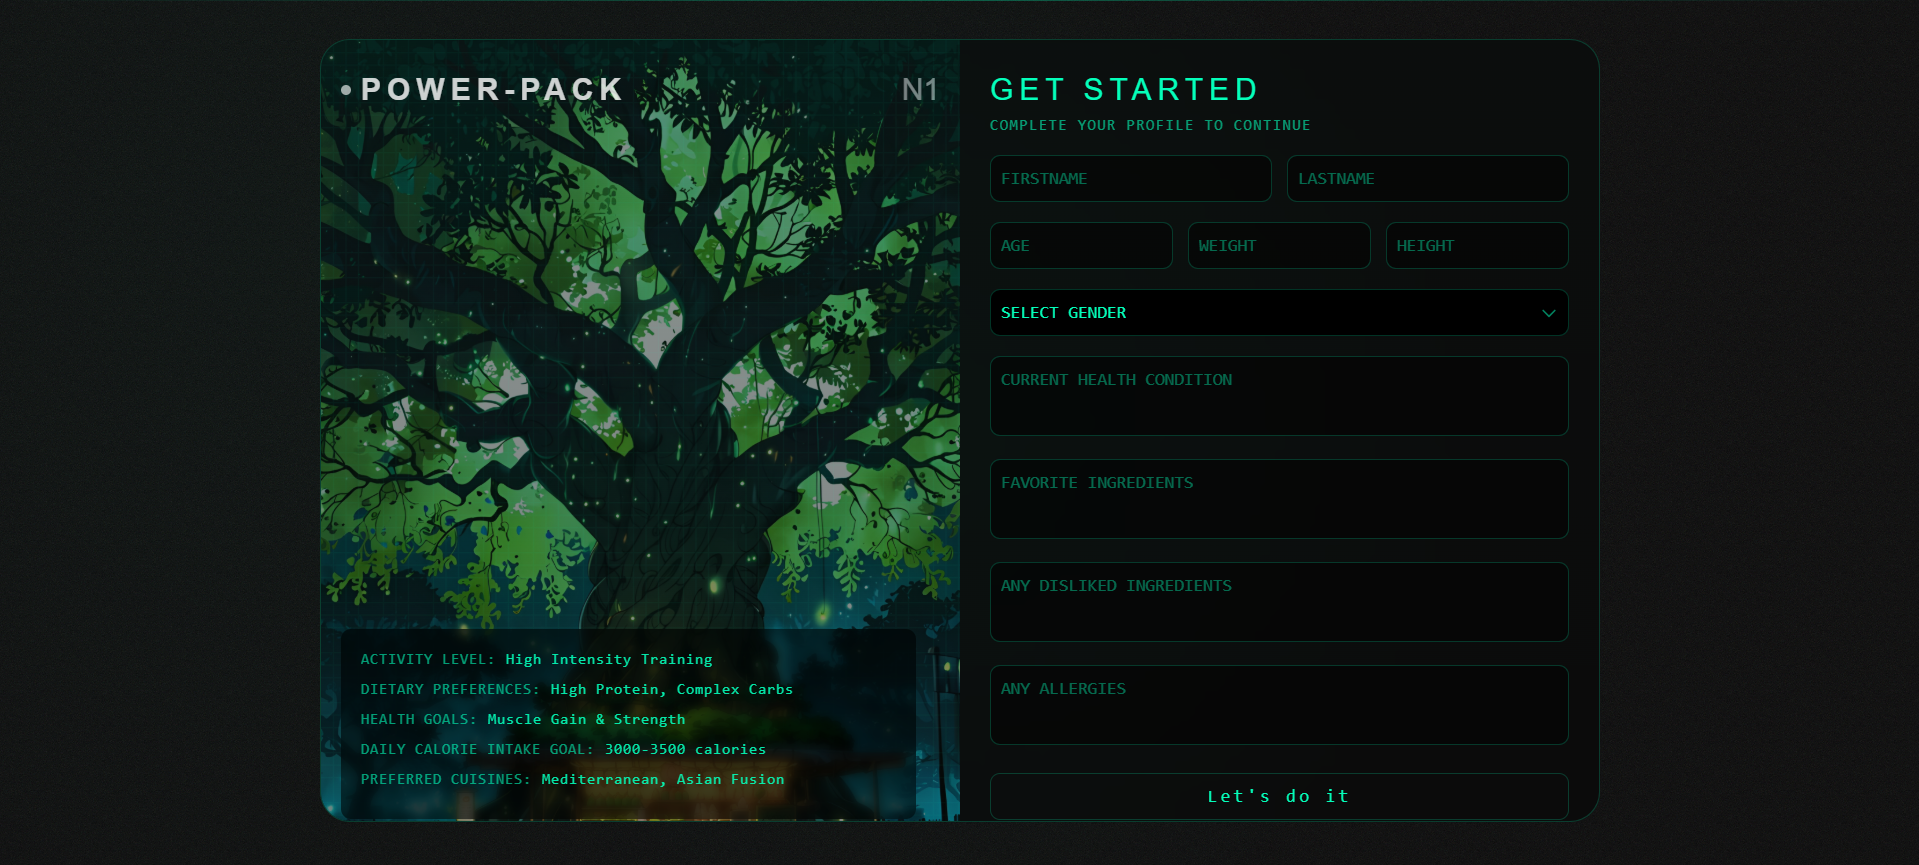 POWER-PACK
N1
ACTIVITY LEVEL: High Intensity Training
DIETARY PREFERENCES: High Protein, Complex Carbs
HEALTH GOALS: Muscle Gain & Strength
DAILY CALORIE INTAKE GOAL: 3000-3500 calories
PREFERRED CUISINES: Mediterranean, Asian Fusion
GET STARTED
COMPLETE YOUR PROFILE TO CONTINUE
FIRSTNAME
LASTNAME
AGE
WEIGHT
HEIGHT
SELECT GENDER
CURRENT HEALTH CONDITION
FAVORITE INGREDIENTS
ANY DISLIKED INGREDIENTS
ANY ALLERGIES
Let's do it